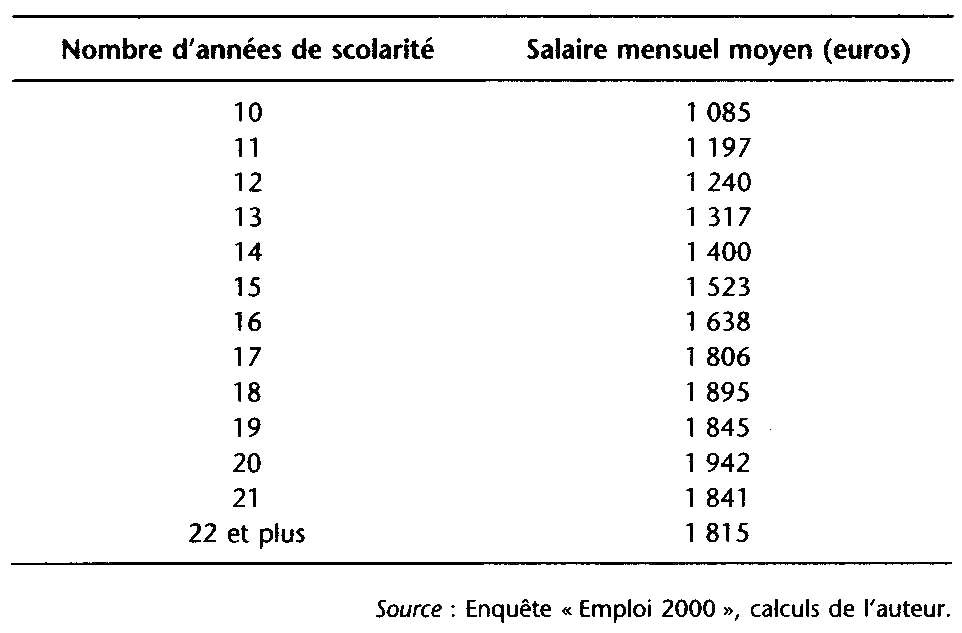 Nombre d'années de scolarité Salaire mensuel moyen (euros)
10 1 085
11 1 197
12 1 240
13 1 317
14 1 400
15 1 523
16 1 638
17 1 806
18 1 895
19 1 845
20 1 942
21 1 841
22 et plus 1 815
Source : Enquête « Emploi 2000 », calculs de l'auteur.